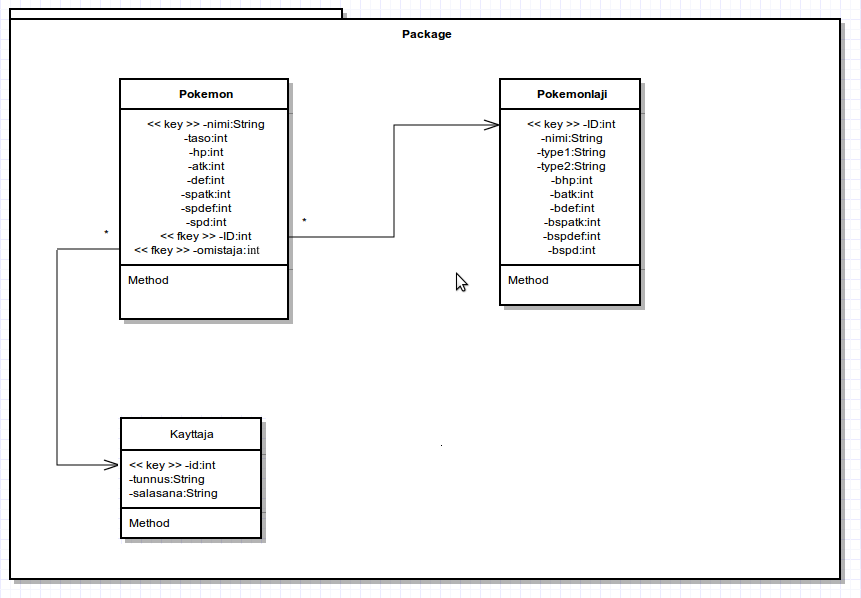 Package
Pokemon
<< key >> -nimi:String
-taso:int
-hp:int
-atk:int
-def:int
-spatk:int
-spdef:int
-spd:int
<< fkey >> -ID:int
<< fkey >> -omistaja:int
Method
*
*
Pokemonlaji
<< key >> -ID:int
-nimi:String
-type1:String
-type2:String
-bhp:int
-batk:int
-bdef:int
-bspatk:int
-bspdef:int
-bspd:int
Method
Kayttaja
<< key >> -id:int
-tunnus:String
-salasana:String
Method